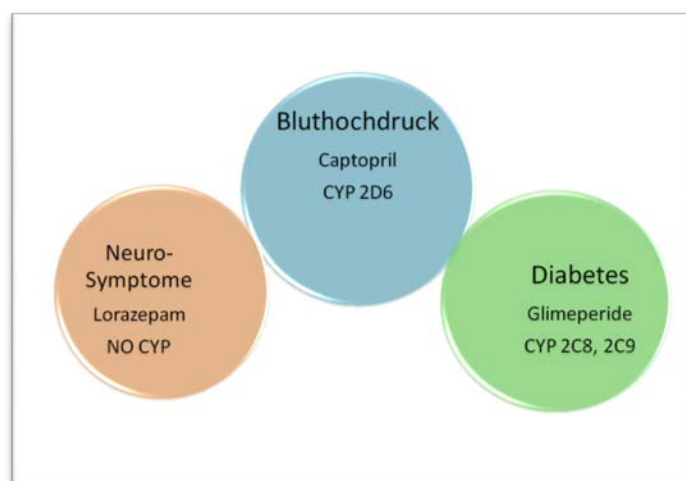 Bluthochdruck
Captopril
CYP 2D6
Neuro-
Symptome
Lorazepam
NO CYP
Diabetes
Glimeperide
CYP 2C8, 2C9